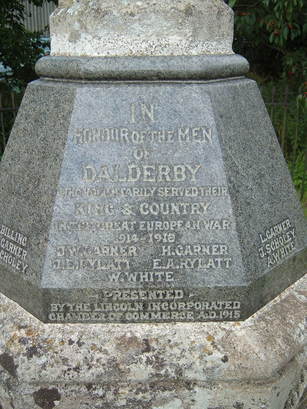 IN
HONOUR OF THE MEN
OF
DALDERBY
WHO VOLUNTARILY SERVED THEIR
KING & COUNTRY
IN THE GREAT EUROPEAN WAR
1914-1918
J.W. GARNER H. GARNER
J.E. RYLATT E.A. RYLATT
W. WHITE
PRESENTED
BY THE LINCOLN INCORPORATED
CHAMBER OF COMMERCE A.D. 1915
BILLING
GARNER
SCHOLEY
L. GARNER
J. SCHOLEY
A. WHITE